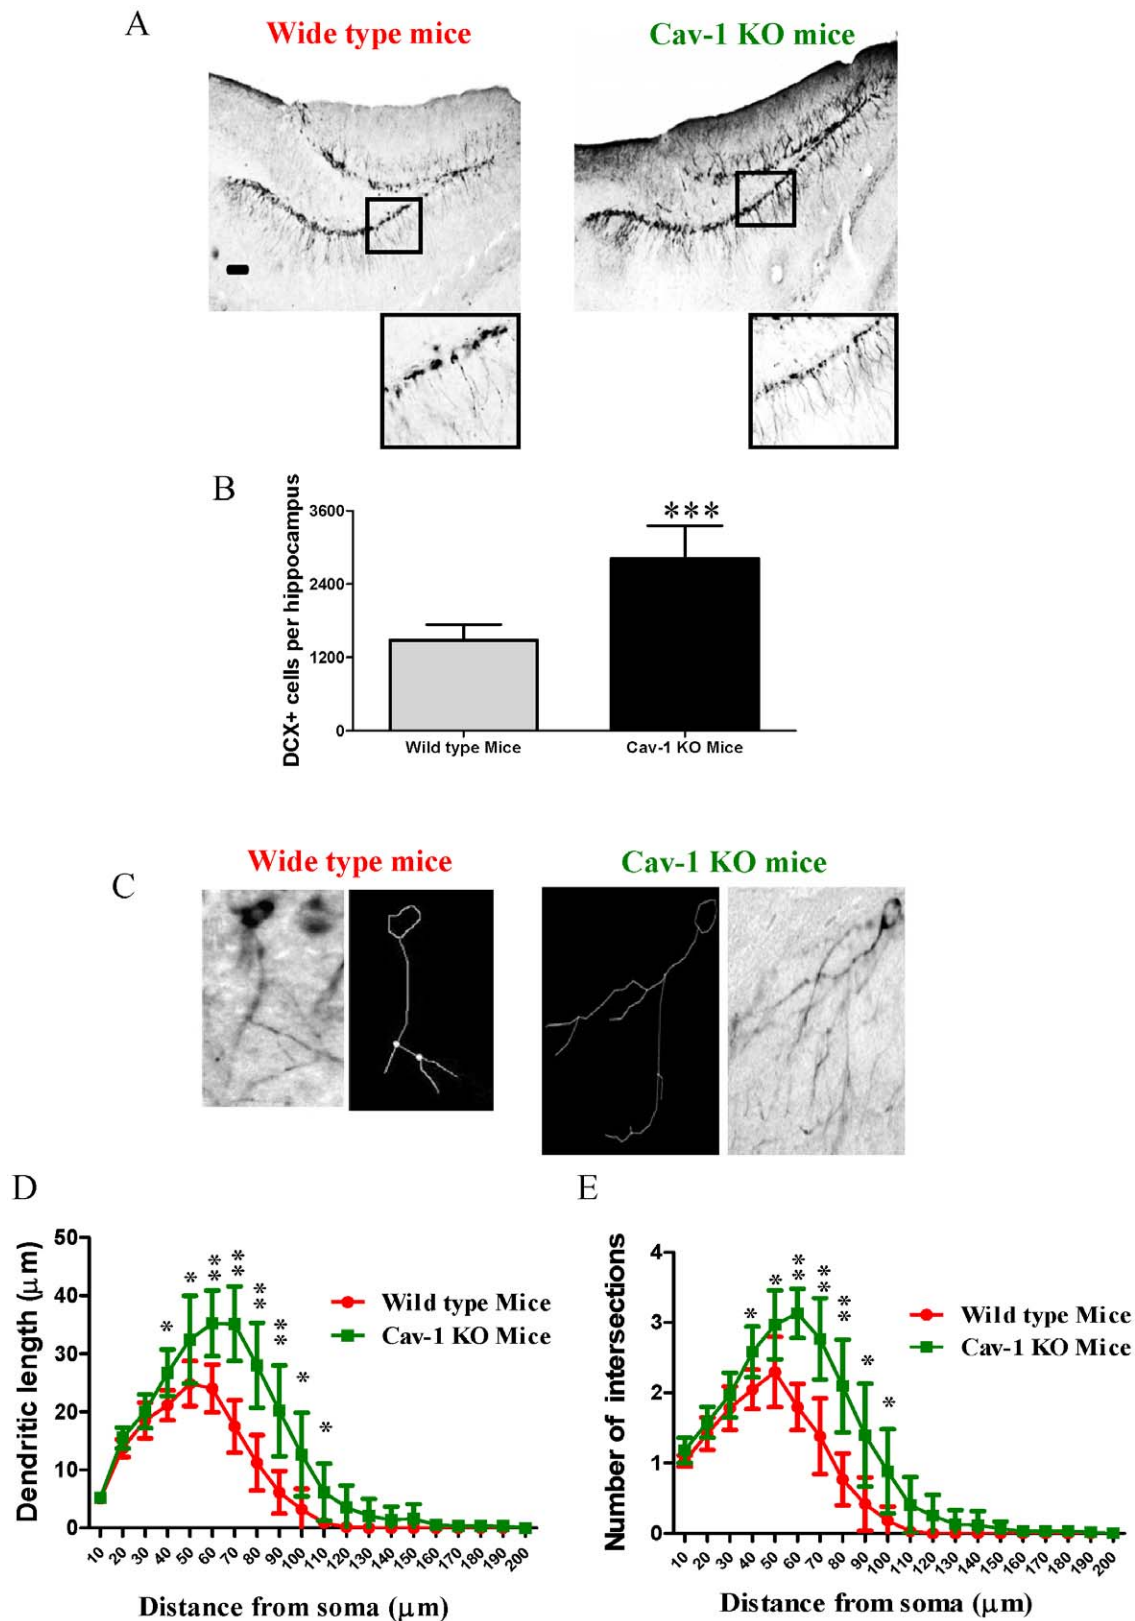 A
Wide type mice
Cav-1 KO mice
B
DCX+ cells per hippocampus
3600
2400
1200
0
***
Wild type Mice
Cav-1 KO Mice
C
Wide type mice
Cav-1 KO mice
D
Dendritic length (μm)
50
40
30
20
10
0
* * ** ** ** ** * *
Wild type Mice
Cav-1 KO Mice
10 20 30 40 50 60 70 80 90 100 110 120 130 140 150 160 170 180 190 200
Distance from soma (μm)
E
Number of intersections
4
3
2
1
0
* * ** ** ** * *
Wild type Mice
Cav-1 KO Mice
10 20 30 40 50 60 70 80 90 100 110 120 130 140 150 160 170 180 190 200
Distance from soma (μm)